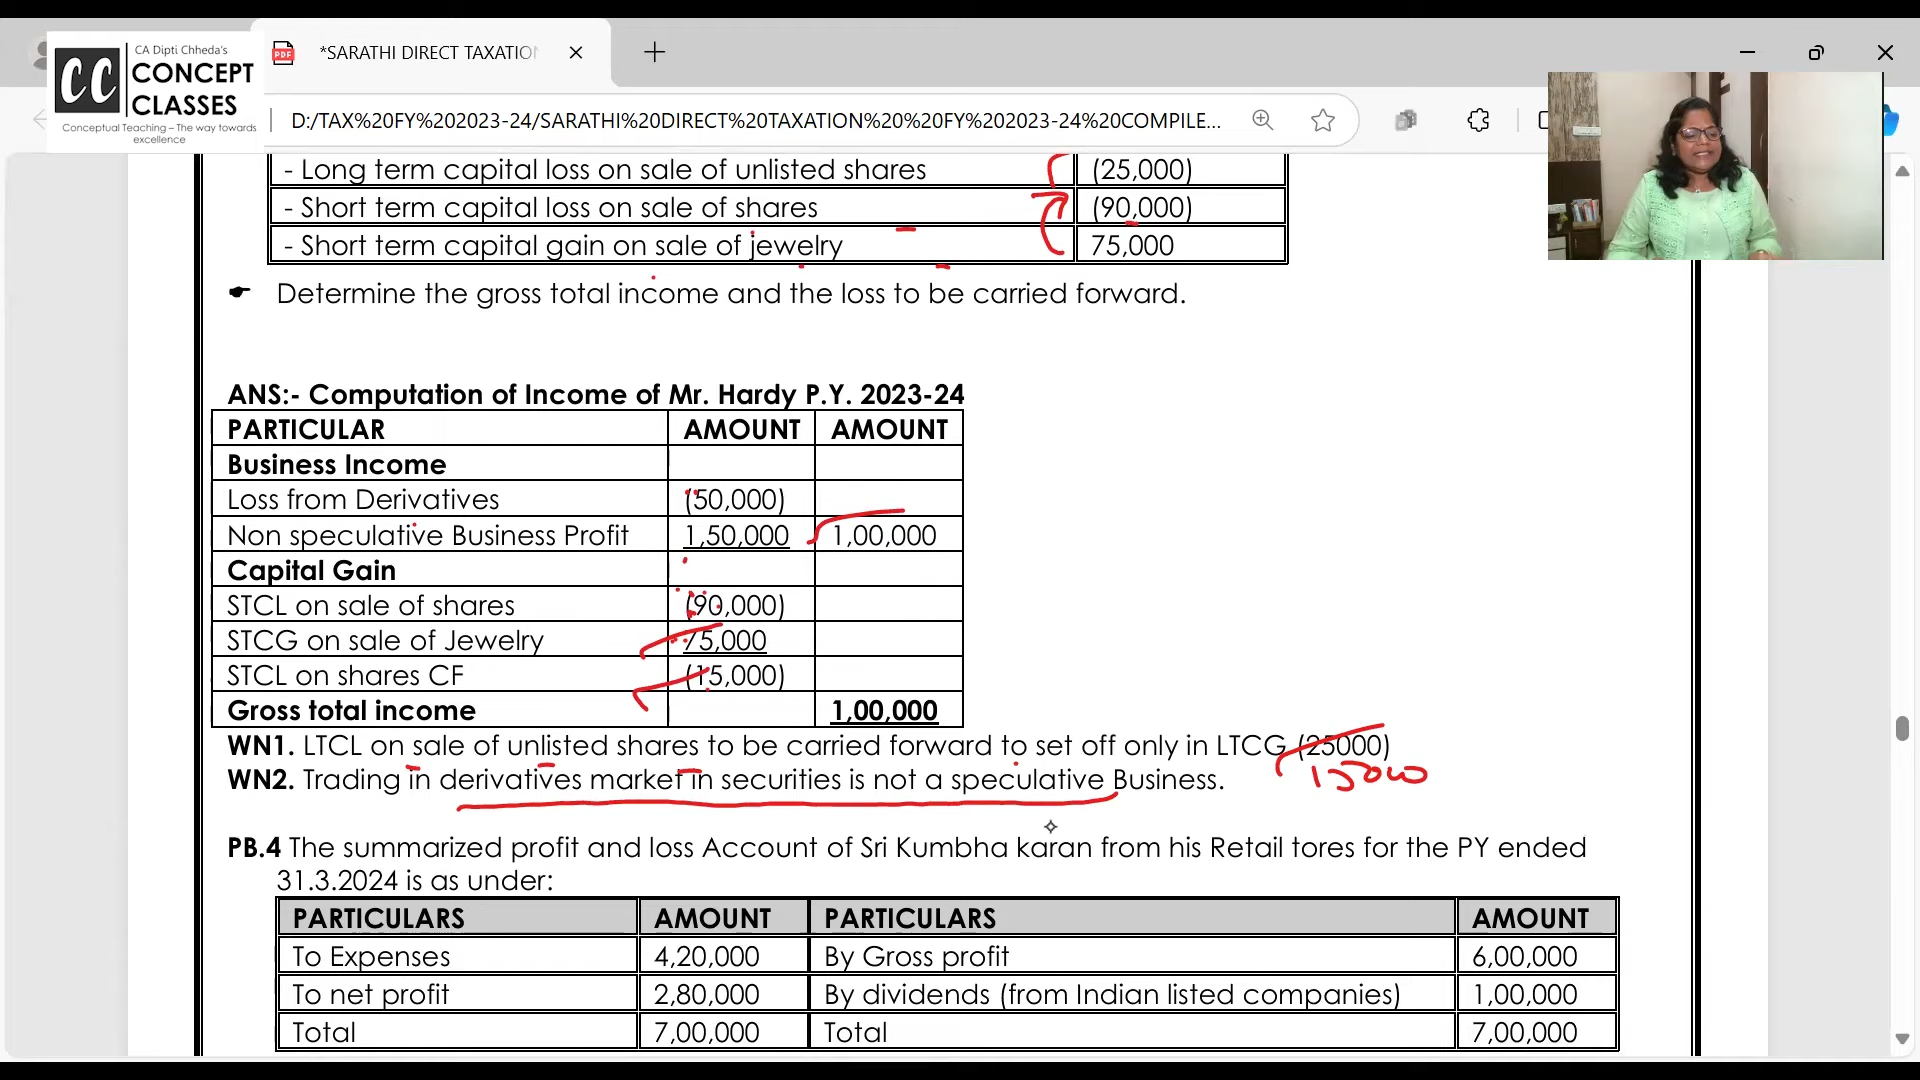 CA Dipti Chheda's
CC CONCEPT CLASSES
Conceptual Teaching – The way towards excellence
*SARATHI DIRECT TAXATIO
D:/TAX%20FY%202023-24/SARATHI%20DIRECT%20TAXATION%20%20FY%202023-24%20COMPILE...
- Long term capital loss on sale of unlisted shares (25,000)
- Short term capital loss on sale of shares (90,000)
- Short term capital gain on sale of jewelry 75,000
Determine the gross total income and the loss to be carried forward.
ANS:- Computation of Income of Mr. Hardy P.Y. 2023-24
PARTICULAR AMOUNT AMOUNT
Business Income
Loss from Derivatives (50,000)
Non speculative Business Profit 1,50,000 1,00,000
Capital Gain
STCL on sale of shares (90,000)
STCG on sale of Jewelry 75,000
STCL on shares CF (15,000)
Gross total income 1,00,000
WN1. LTCL on sale of unlisted shares to be carried forward to set off only in LTCG (25000)
15000
WN2. Trading in derivatives market in securities is not a speculative Business.
PB.4 The summarized profit and loss Account of Sri Kumbha karan from his Retail tores for the PY ended
31.3.2024 is as under:
PARTICULARS AMOUNT PARTICULARS AMOUNT
To Expenses 4,20,000 By Gross profit 6,00,000
To net profit 2,80,000 By dividends (from Indian listed companies) 1,00,000
Total 7,00,000 Total 7,00,000